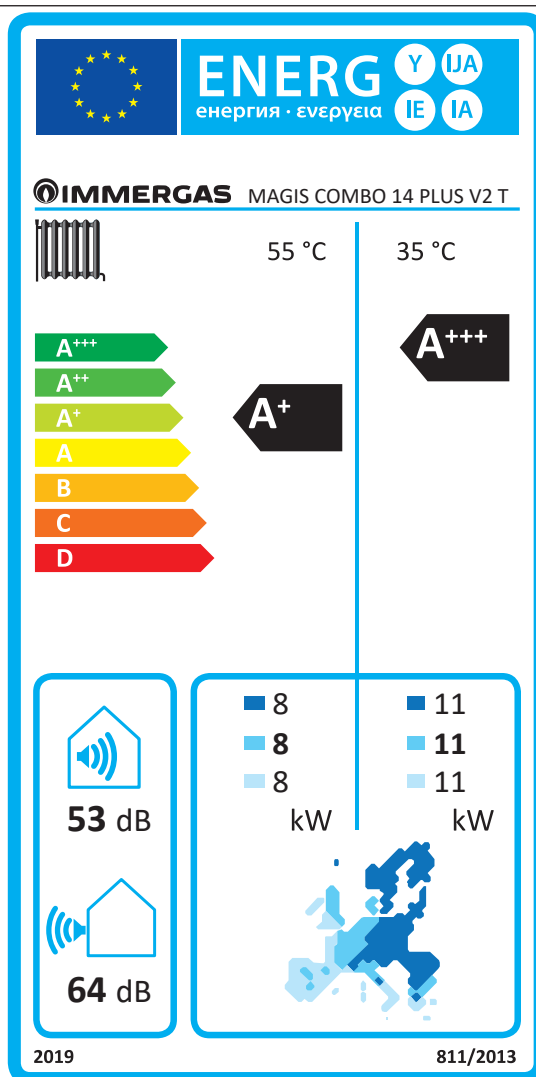 ENERG Y IJA
енергия · ενεργεια IE IA
IMMERGAS MAGIS COMBO 14 PLUS V2 T
55 °C 35 °C
A+++
A+++
A++
A+
A+
A
B
C
D
8 11
8 11
8 11
kW kW
53 dB
64 dB
2019 811/2013